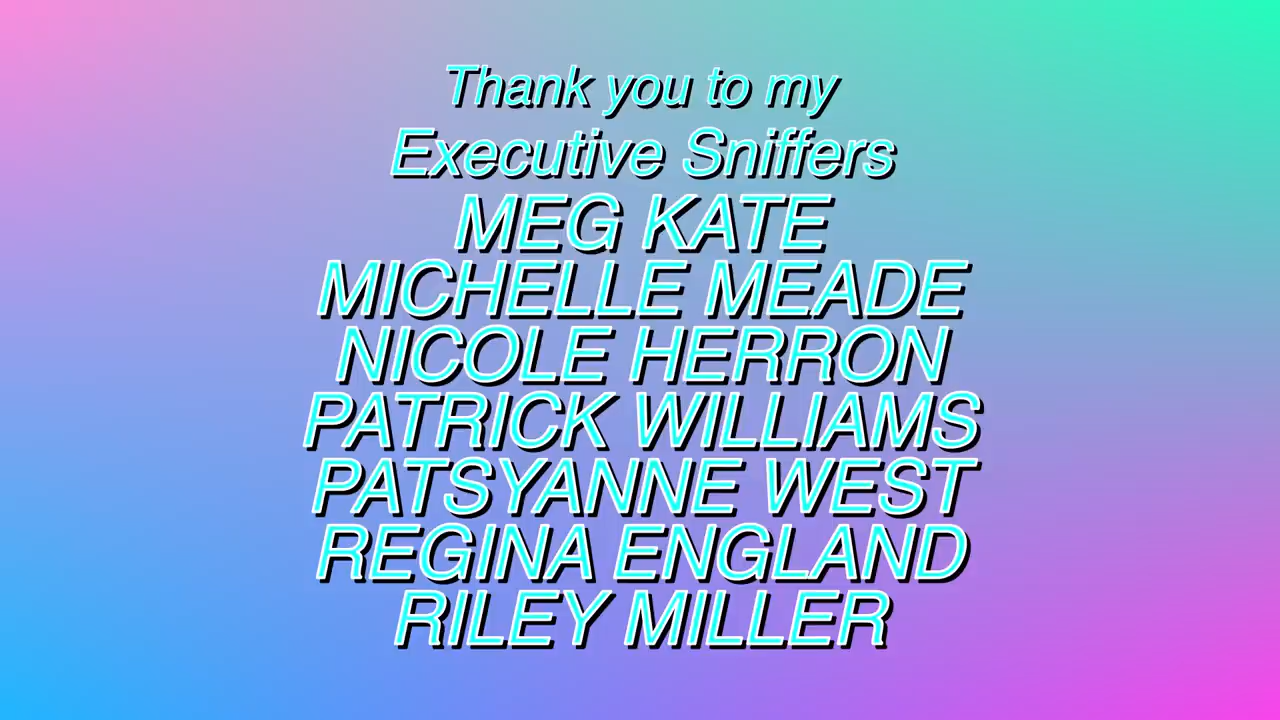 Thank you to my
Executive Sniffers
MEG KATE
MICHELLE MEADE
NICOLE HERRON
PATRICK WILLIAMS
PATSYANNE WEST
REGINA ENGLAND
RILEY MILLER